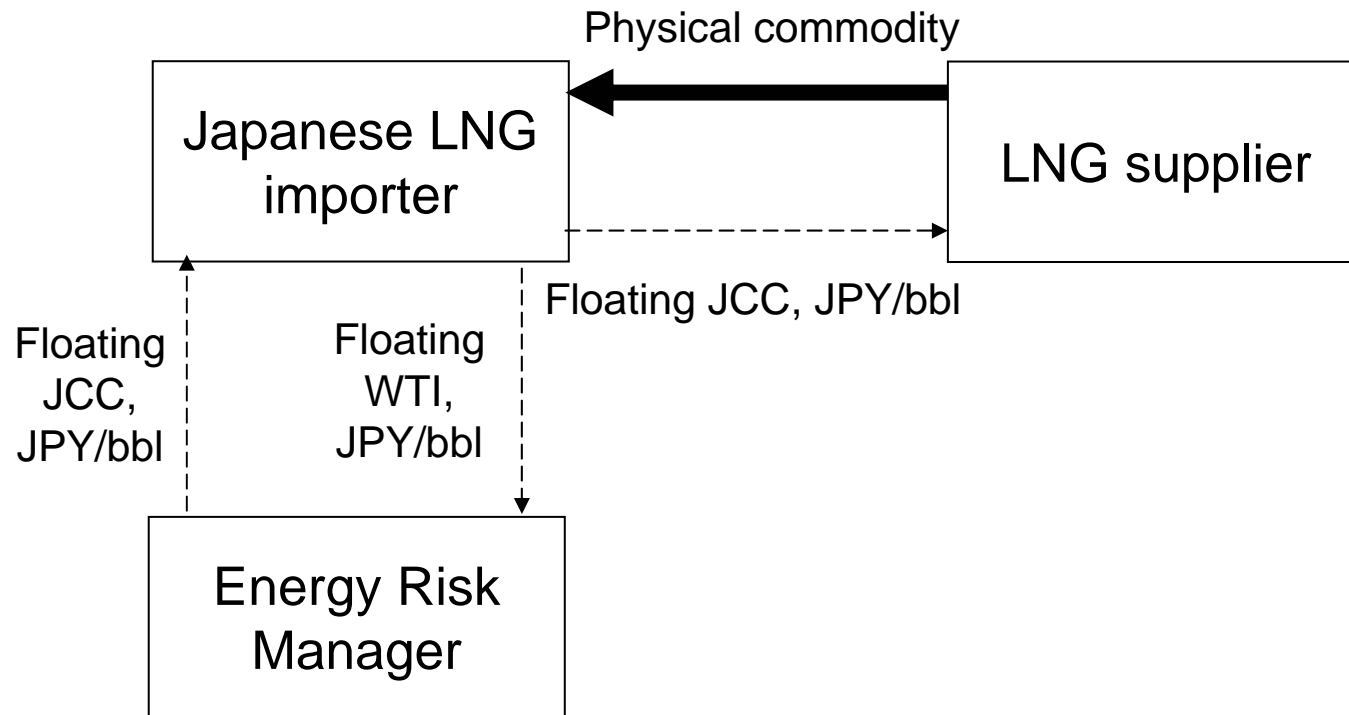 Physical commodity
Japanese LNG
importer
LNG supplier
Floating JCC, JPY/bbl
Floating
JCC,
JPY/bbl
Floating
WTI,
JPY/bbl
Energy Risk
Manager